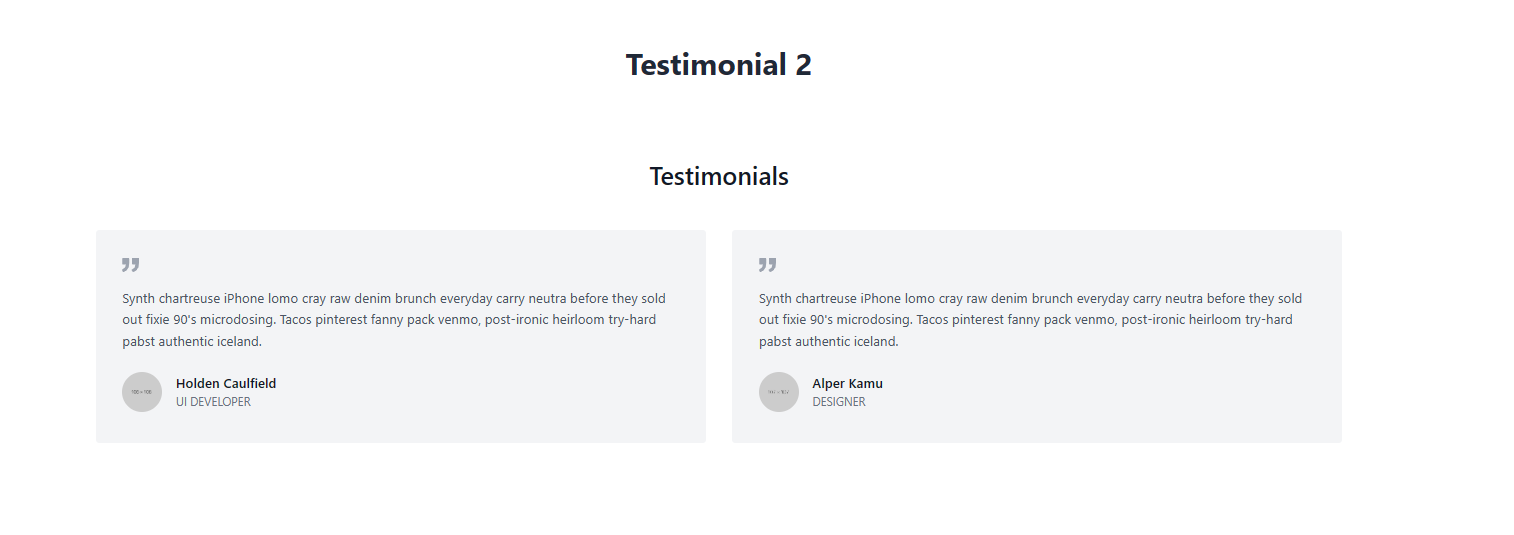 Testimonial 2
Testimonials
Synth chartreuse iPhone lomo cray raw denim brunch everyday carry neutra before they sold
out fixie 90's microdosing. Tacos pinterest fanny pack venmo, post-ironic heirloom try-hard
pabst authentic iceland.
Holden Caulfield
UI DEVELOPER
Synth chartreuse iPhone lomo cray raw denim brunch everyday carry neutra before they sold
out fixie 90's microdosing. Tacos pinterest fanny pack venmo, post-ironic heirloom try-hard
pabst authentic iceland.
Alper Kamu
DESIGNER